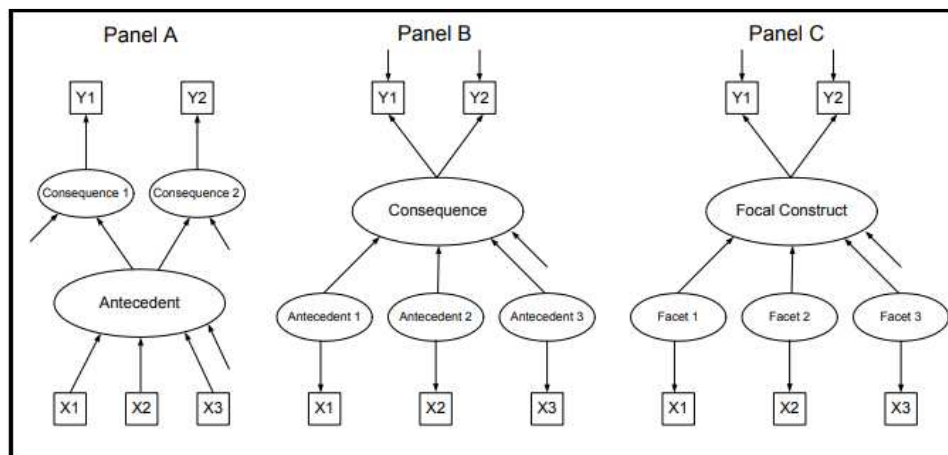 Panel A
Panel B
Panel C
Y1
Y2
Y1
Y2
Y1
Y2
Consequence 1
Consequence 2
Consequence
Focal Construct
Antecedent
Antecedent 1
Antecedent 2
Antecedent 3
Facet 1
Facet 2
Facet 3
X1
X2
X3
X1
X2
X3
X1
X2
X3